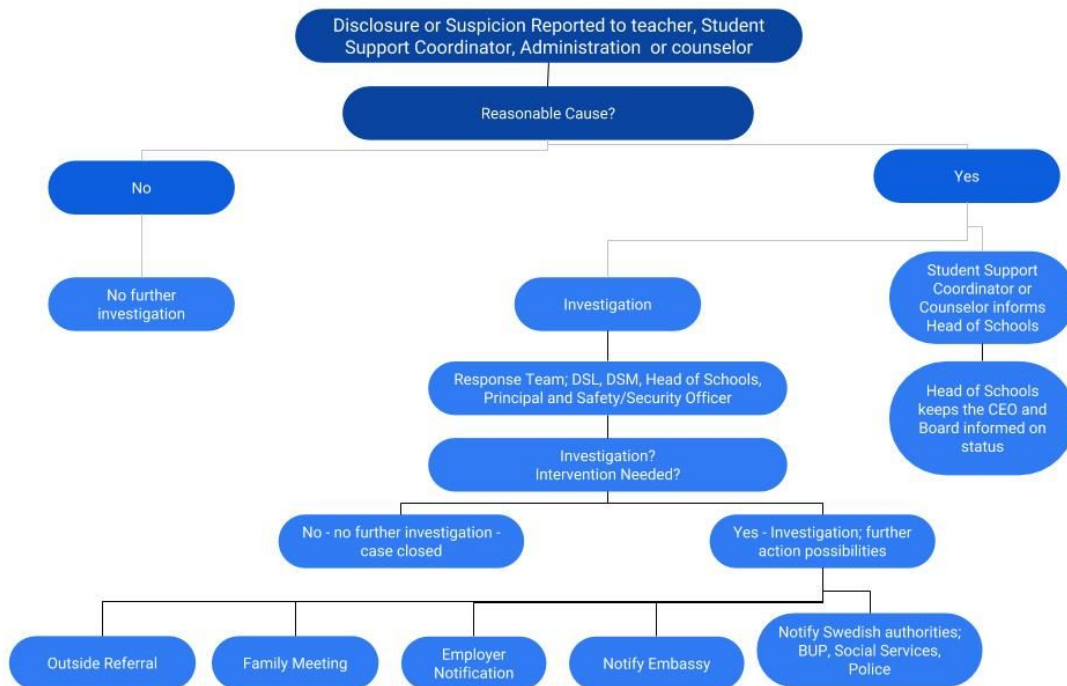 Disclosure or Suspicion Reported to teacher, Student
Support Coordinator, Administration or counselor
Reasonable Cause?
No
Yes
No further
investigation
Investigation
Student Support
Coordinator or
Counselor informs
Head of Schools
Response Team; DSL, DSM, Head of Schools,
Principal and Safety/Security Officer
Head of Schools
keeps the CEO and
Board informed on
status
Investigation?
Intervention Needed?
No - no further investigation -
case closed
Yes - Investigation; further
action possibilities
Outside Referral
Family Meeting
Employer
Notification
Notify Embassy
Notify Swedish authorities;
BUP, Social Services,
Police